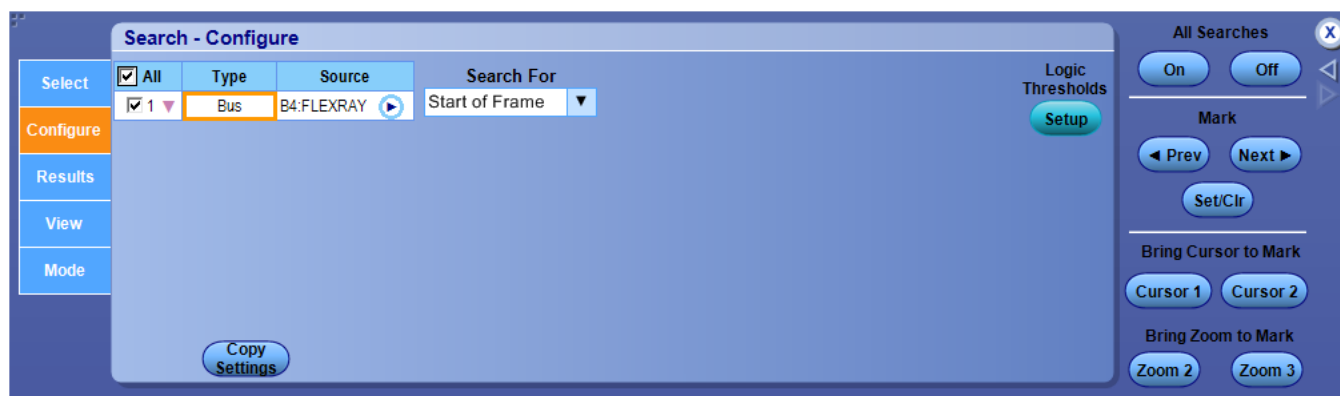 Search - Configure
Select
Configure
Results
View
Mode
All Type Source
1 Bus B4:FLEXRAY
Search For
Start of Frame
Logic
Thresholds
Setup
Copy
Settings
All Searches
X
On Off
Mark
Prev Next
Set/Clr
Bring Cursor to Mark
Cursor 1 Cursor 2
Bring Zoom to Mark
Zoom 2 Zoom 3